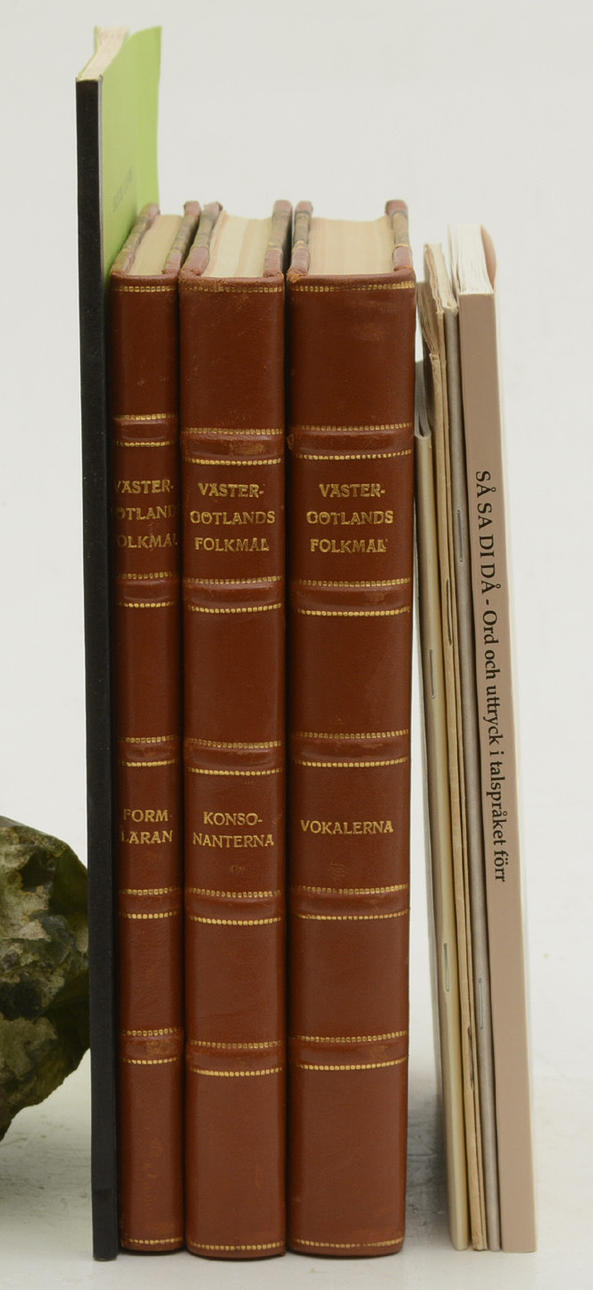 VÄSTER-
GÖTLANDS
FOLKMÅL
FORM-
LÄRAN
VÄSTER-
GÖTLANDS
FOLKMÅL
KONSO-
NANTERNA
VÄSTER-
GÖTLANDS
FOLKMÅL
VOKALERNA
SÅ SA DI DÅ - Ord och uttryck i talspråket förr